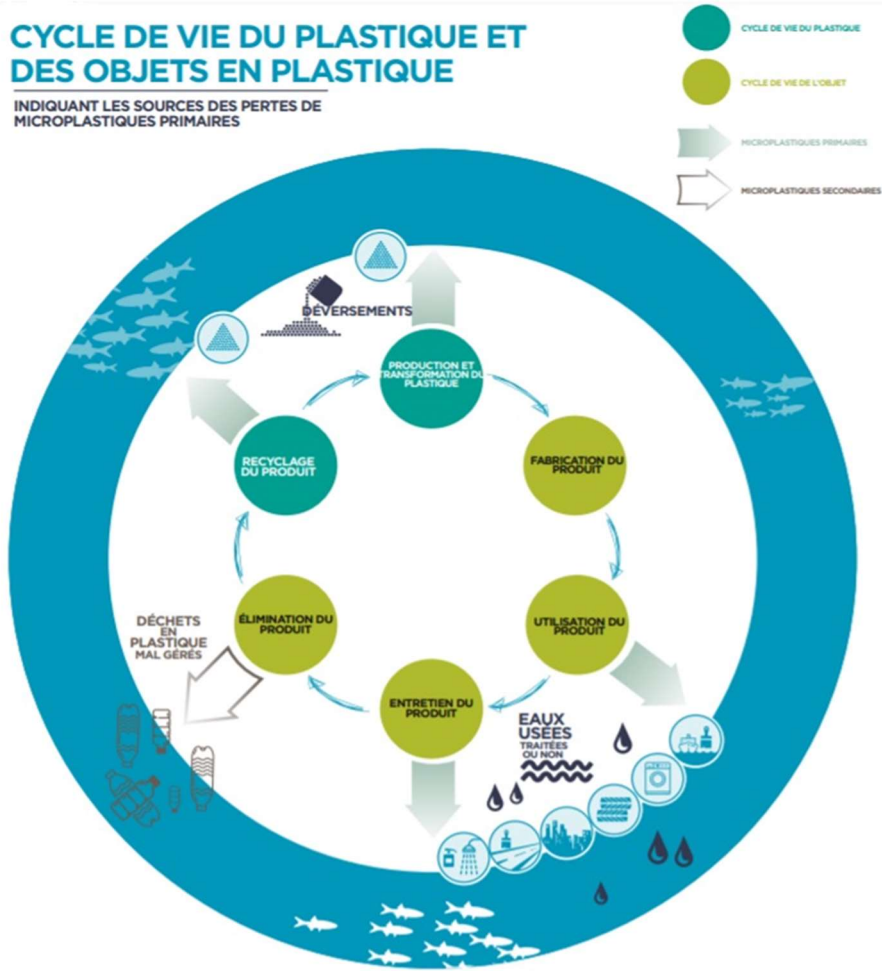 CYCLE DE VIE DU PLASTIQUE ET
DES OBJETS EN PLASTIQUE
INDIQUANT LES SOURCES DES PERTES DE
MICROPLASTIQUES PRIMAIRES
CYCLE DE VIE DU PLASTIQUE
CYCLE DE VIE DE L'OBJET
MICROPLASTIQUES PRIMAIRES
MICROPLASTIQUES SECONDAIRES
DÉVERSEMENTS
PRODUCTION ET
TRANSFORMATION DU
PLASTIQUE
FABRICATION DU
PRODUIT
UTILISATION DU
PRODUIT
ENTRETIEN DU
PRODUIT
ÉLIMINATION DU
PRODUIT
RECYCLAGE
DU PRODUIT
DÉCHETS
EN
PLASTIQUE
MAL GÉRÉS
EAUX
USÉES
TRAITÉES
OU NON